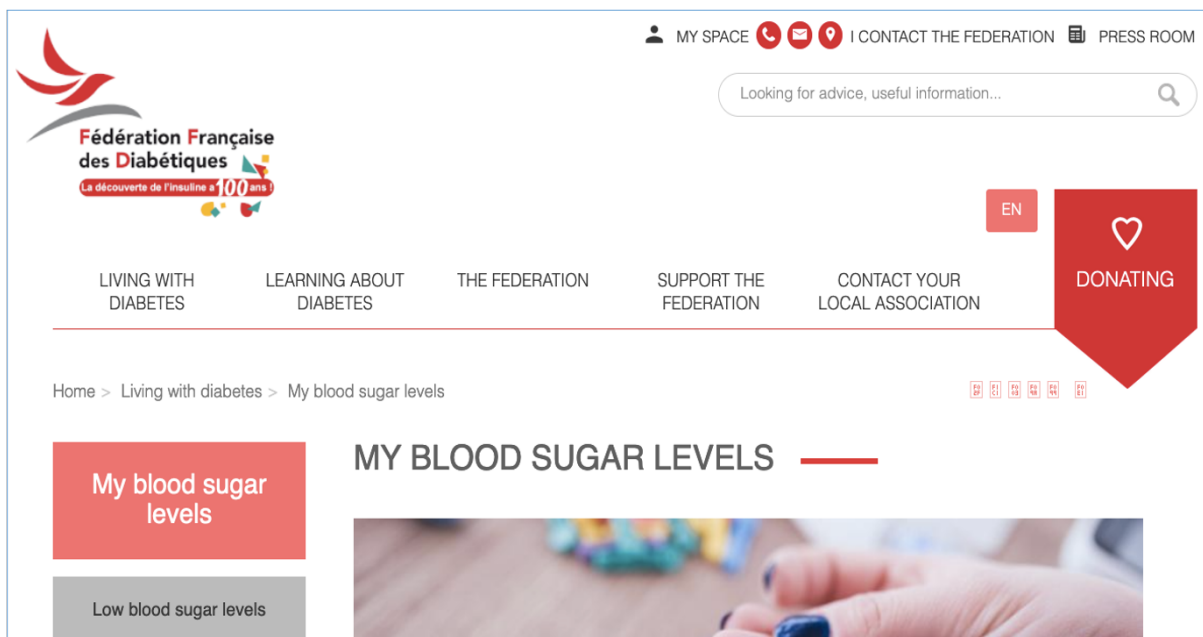 MY SPACE I CONTACT THE FEDERATION PRESS ROOM
Looking for advice, useful information...
Fédération Française
des Diabétiques
La découverte de l'insuline a 100 ans !
EN
DONATING
LIVING WITH
DIABETES
LEARNING ABOUT
DIABETES
THE FEDERATION
SUPPORT THE
FEDERATION
CONTACT YOUR
LOCAL ASSOCIATION
Home > Living with diabetes > My blood sugar levels
My blood sugar
levels
Low blood sugar levels
MY BLOOD SUGAR LEVELS